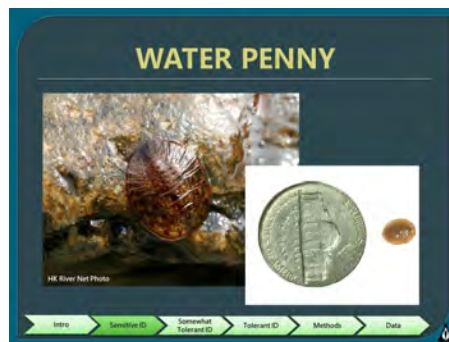 WATER PENNY
HK River Net Photo
Intro
Sensitive ID
Somewhat
Tolerant ID
Tolerant ID
Methods
Data